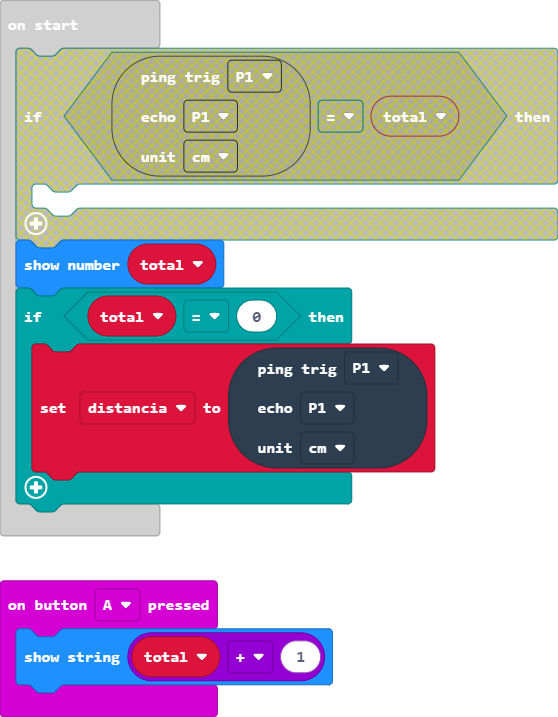 on start
ping trig P1
if echo P1 = total then
unit cm
show number total
if total = 0 then
ping trig P1
set distancia to echo P1
unit cm
on button A pressed
show string total + 1